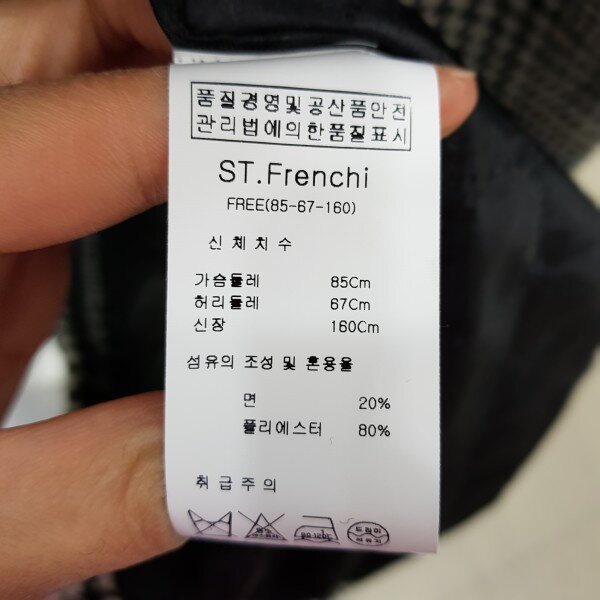 품질경영및공산품안전
관리법에의한품질표시
ST.Frenchi
FREE(85-67-160)
신체치수
가슴둘레 85Cm
허리둘레 67Cm
신장 160Cm
섬유의 조성 및 혼용율
면 20%
폴리에스터 80%
취급주의
드라이